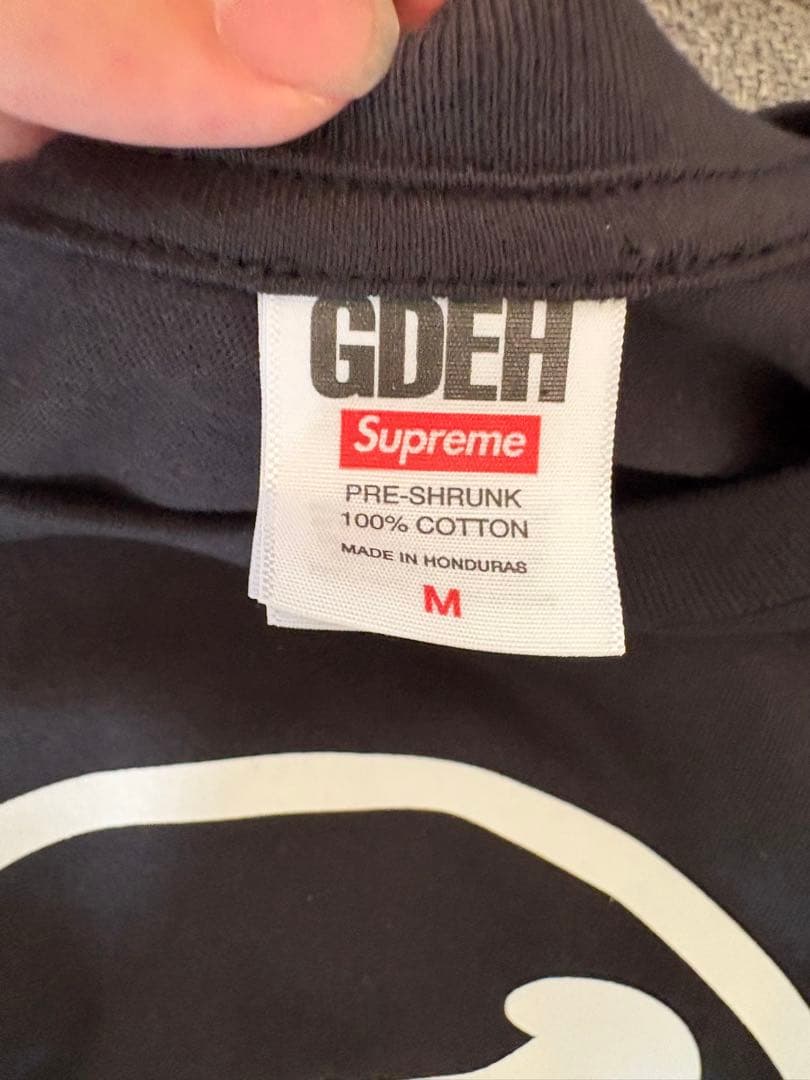 GDEH
Supreme
PRE-SHRUNK
100% COTTON
MADE IN HONDURAS
M